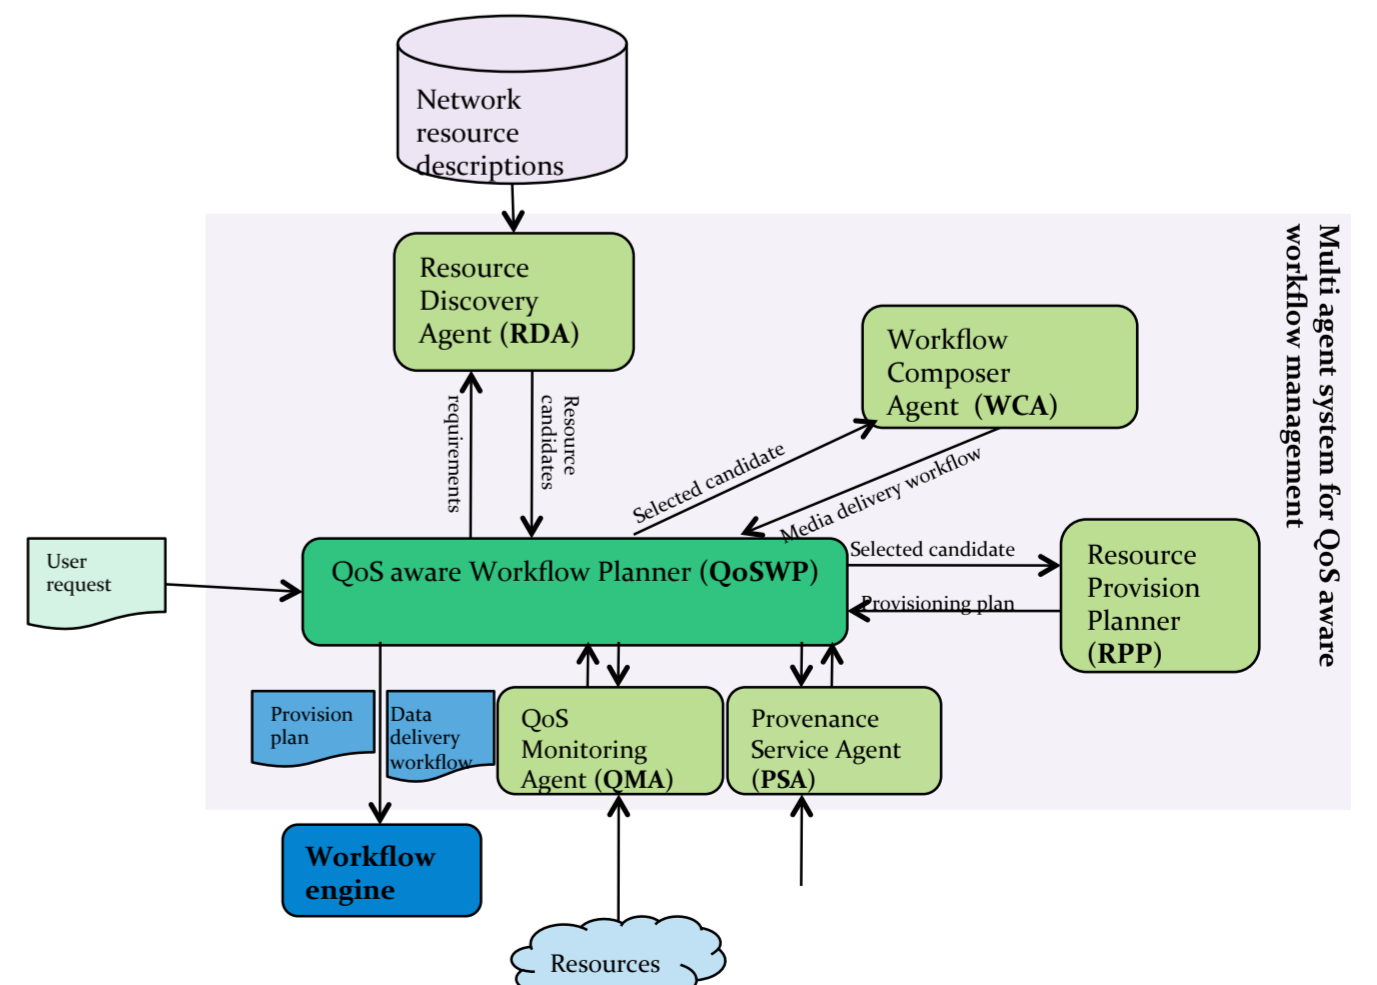 Network
resource
descriptions
Multi agent system for QoS aware
workflow management
Resource
Discovery
Agent (RDA)
Workflow
Composer
Agent (WCA)
requirements
Resource
candidates
Selected candidate
Media delivery workflow
User
request
QoS aware Workflow Planner (QoSWP)
Selected candidate
Provisioning plan
Resource
Provision
Planner
(RPP)
Provision
plan
Data
delivery
workflow
QoS
Monitoring
Agent (QMA)
Provenance
Service Agent
(PSA)
Workflow
engine
Resources